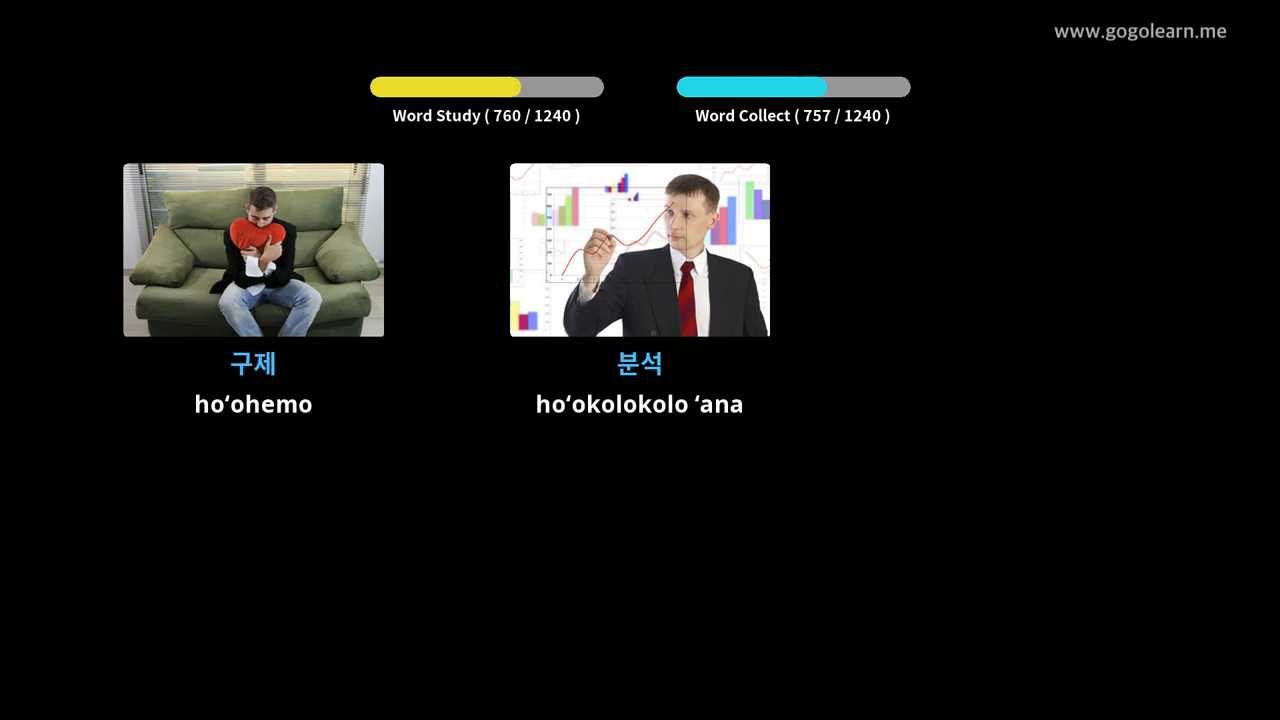 www.gogolearn.me
Word Study ( 760 / 1240 )
Word Collect ( 757 / 1240 )
구제
hoʻohemo
분석
hoʻokolokolo ʻana